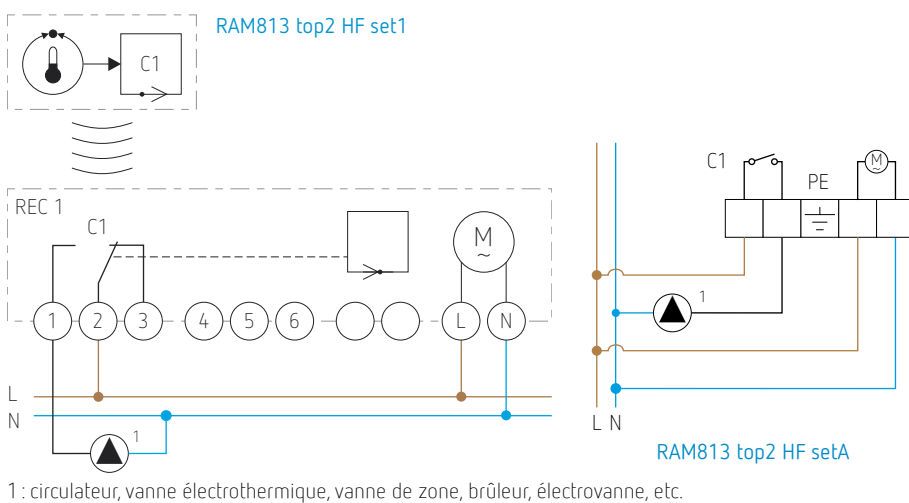 RAM813 top2 HF set1
C1
REC 1
C1
M
~
1 2 3 4 5 6 L N
L
N
1
C1
M
~
PE
1
L N
RAM813 top2 HF setA
1 : circulateur, vanne électrothermique, vanne de zone, brûleur, électrovanne, etc.